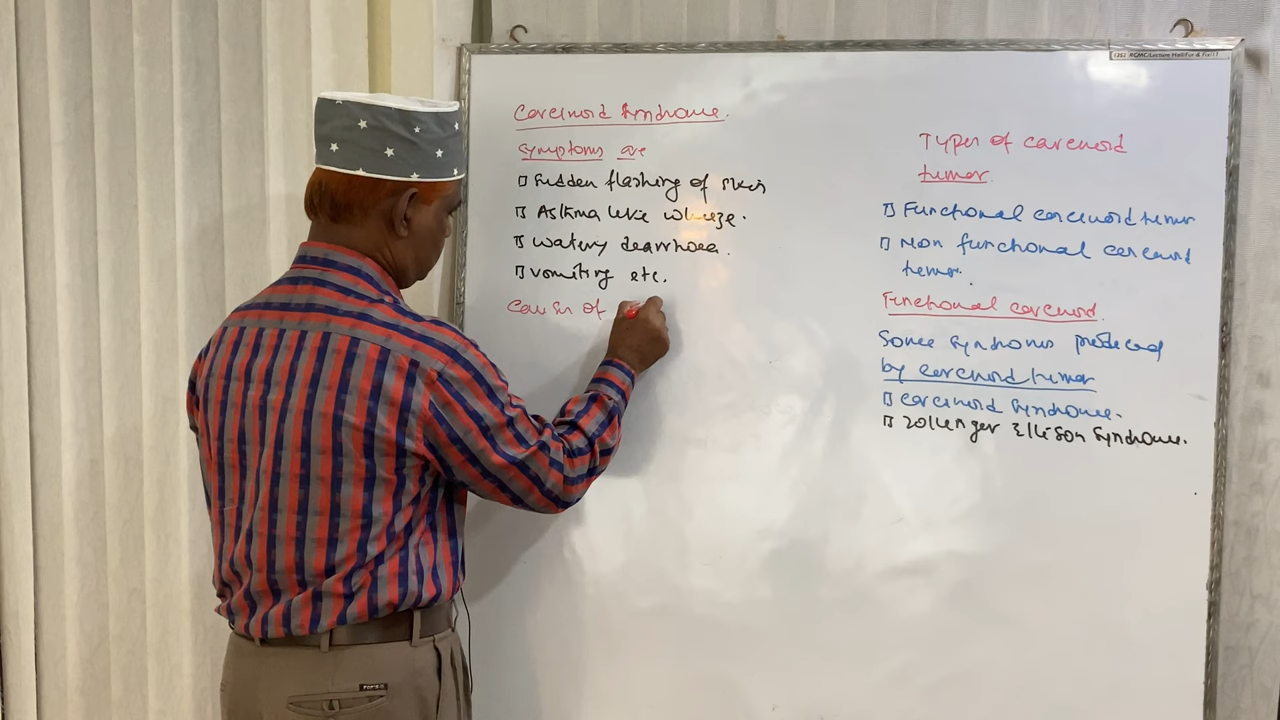 Carcinoid Syndrome.
Symptoms are
Sudden flashing of skin
Asthma like wheeze.
Watery diarrhoea.
Vomiting etc.
Causes of
Types of carcinoid
tumor
Functional carcinoid tumor
Non functional carcinoid
tumor.
Functional carcinoid.
Some syndromes produced
by carcinoid tumor
Carcinoid syndrome.
Zollenger Ellison Syndrome.